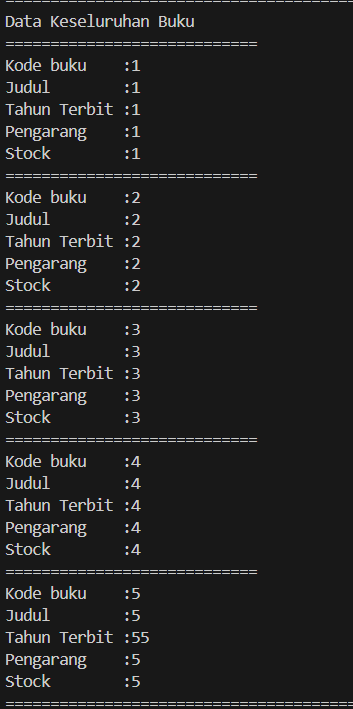 ========================================
Data Keseluruhan Buku
============================
Kode buku    :1
Judul        :1
Tahun Terbit :1
Pengarang    :1
Stock        :1
============================
Kode buku    :2
Judul        :2
Tahun Terbit :2
Pengarang    :2
Stock        :2
============================
Kode buku    :3
Judul        :3
Tahun Terbit :3
Pengarang    :3
Stock        :3
============================
Kode buku    :4
Judul        :4
Tahun Terbit :4
Pengarang    :4
Stock        :4
============================
Kode buku    :5
Judul        :5
Tahun Terbit :55
Pengarang    :5
Stock        :5
========================================